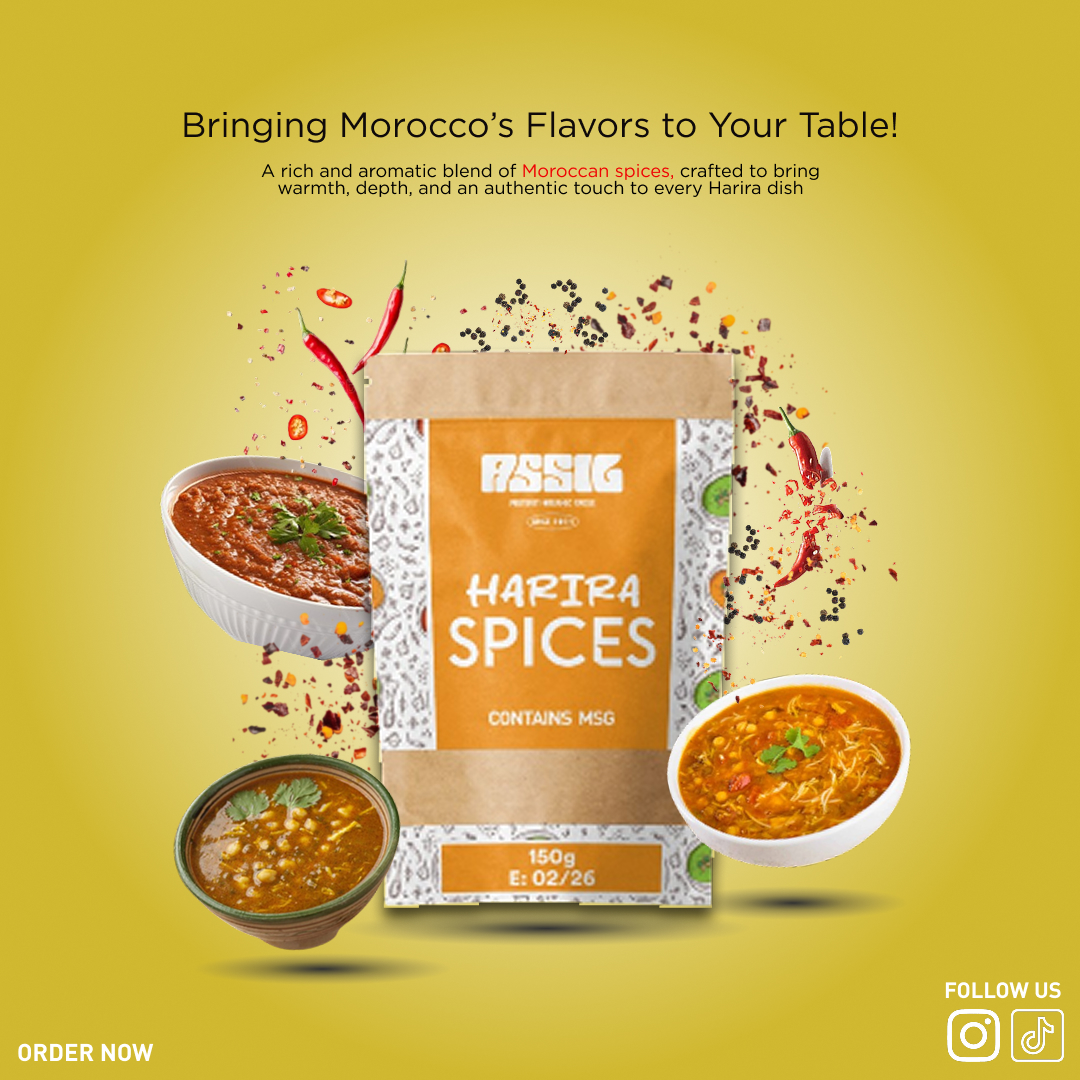 Bringing Morocco’s Flavors to Your Table!
A rich and aromatic blend of Moroccan spices, crafted to bring
warmth, depth, and an authentic touch to every Harira dish
ASSIG
HARIRA
SPICES
CONTAINS MSG
150g
E: 02/26
FOLLOW US
ORDER NOW